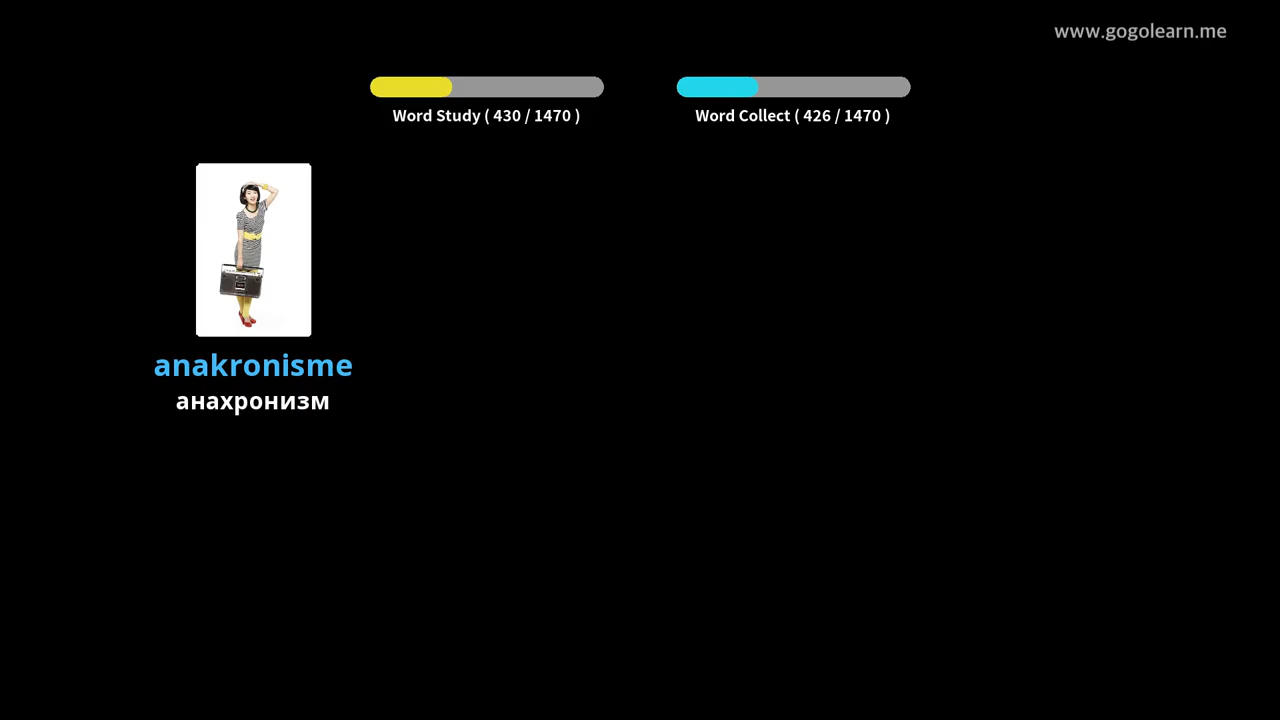 www.gogolearn.me
Word Study ( 430 / 1470 )
Word Collect ( 426 / 1470 )
anakronisme
анахронизм